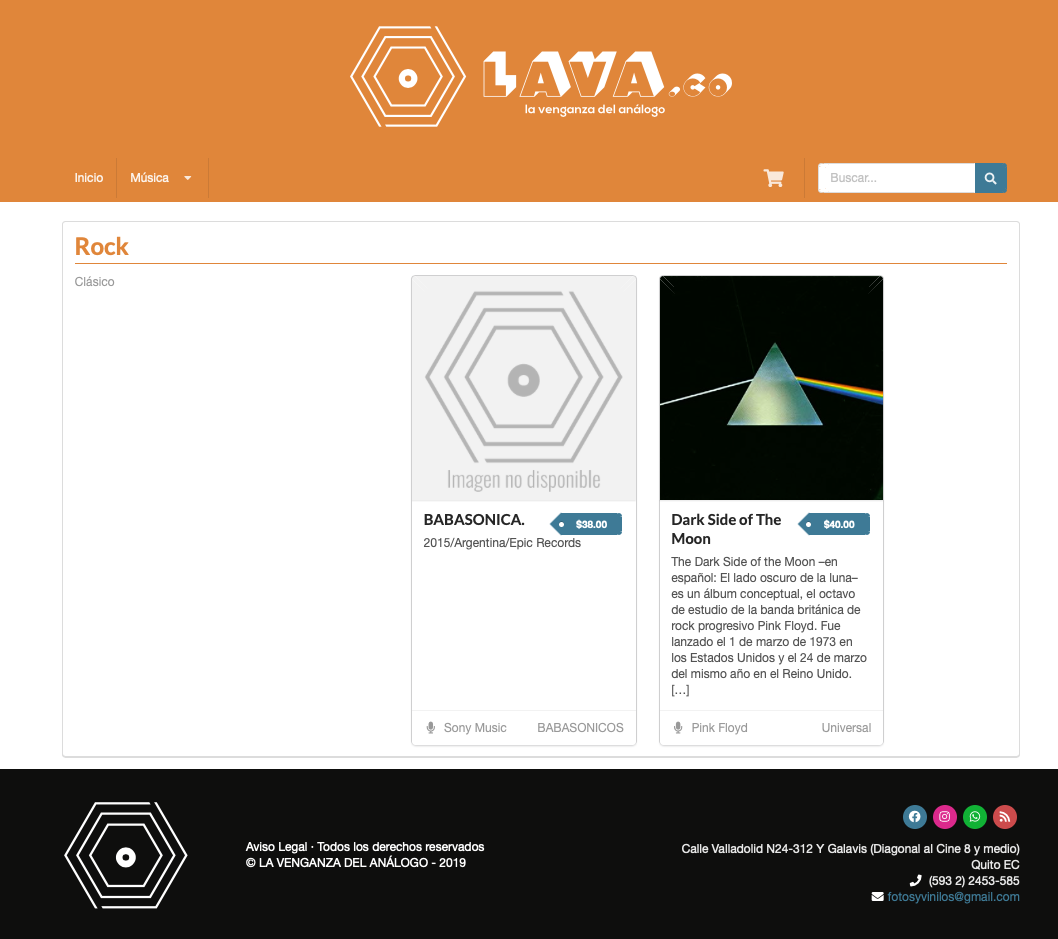 LAVA.co
la venganza del análogo
Inicio
Música
Buscar...
Rock
Clásico
Imagen no disponible
BABASONICA.
$38.00
2015/Argentina/Epic Records
Sony Music
BABASONICOS
Dark Side of The
Moon
$40.00
The Dark Side of the Moon –en
español: El lado oscuro de la luna–
es un álbum conceptual, el octavo
de estudio de la banda británica de
rock progresivo Pink Floyd. Fue
lanzado el 1 de marzo de 1973 en
los Estados Unidos y el 24 de marzo
del mismo año en el Reino Unido.
[…]
Pink Floyd
Universal
Aviso Legal · Todos los derechos reservados
© LA VENGANZA DEL ANÁLOGO - 2019
Calle Valladolid N24-312 Y Galavis (Diagonal al Cine 8 y medio)
Quito EC
(593 2) 2453-585
fotosyvinilos@gmail.com